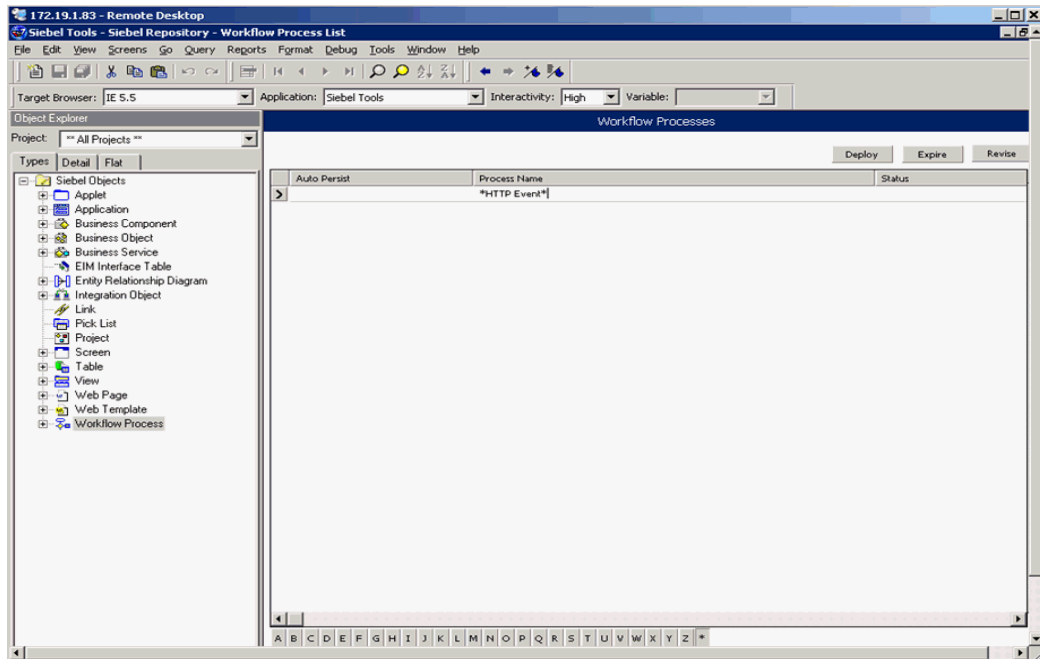 172.19.1.83 - Remote Desktop
Siebel Tools - Siebel Repository - Workflow Process List
File Edit View Screens Go Query Reports Format Debug Tools Window Help
Target Browser: IE 5.5 Application: Siebel Tools Interactivity: High Variable:
Object Explorer
Workflow Processes
Project: ** All Projects **
Deploy Expire Revise
Types Detail Flat
Auto Persist Process Name Status
*HTTP Event*
Siebel Objects
Applet
Application
Business Component
Business Object
Business Service
EIM Interface Table
Entity Relationship Diagram
Integration Object
Link
Pick List
Project
Screen
Table
View
Web Page
Web Template
Workflow Process
A B C D E F G H I J K L M N O P Q R S T U V W X Y Z *